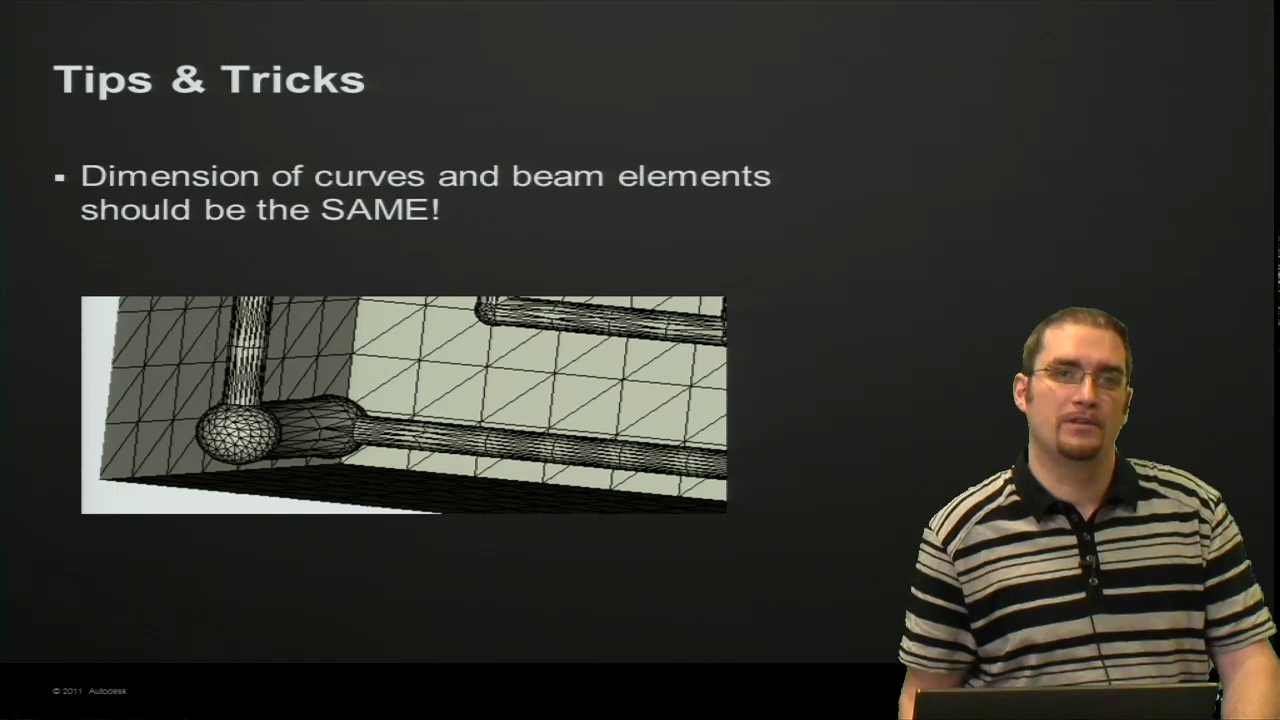 Tips & Tricks
▪ Dimension of curves and beam elements
should be the SAME!
© 2011 Autodesk